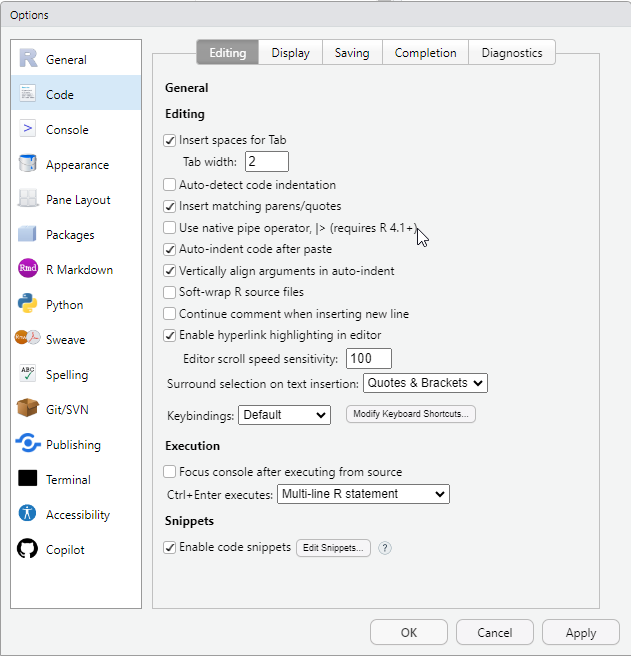 Options
General
Code
Console
Appearance
Pane Layout
Packages
R Markdown
Python
Sweave
Spelling
Git/SVN
Publishing
Terminal
Accessibility
Copilot
Editing Display Saving Completion Diagnostics
General
Editing
Insert spaces for Tab
Tab width: 2
Auto-detect code indentation
Insert matching parens/quotes
Use native pipe operator, |> (requires R 4.1+)
Auto-indent code after paste
Vertically align arguments in auto-indent
Soft-wrap R source files
Continue comment when inserting new line
Enable hyperlink highlighting in editor
Editor scroll speed sensitivity: 100
Surround selection on text insertion: Quotes & Brackets
Keybindings: Default Modify Keyboard Shortcuts...
Execution
Focus console after executing from source
Ctrl+Enter executes: Multi-line R statement
Snippets
Enable code snippets Edit Snippets... ?
OK Cancel Apply